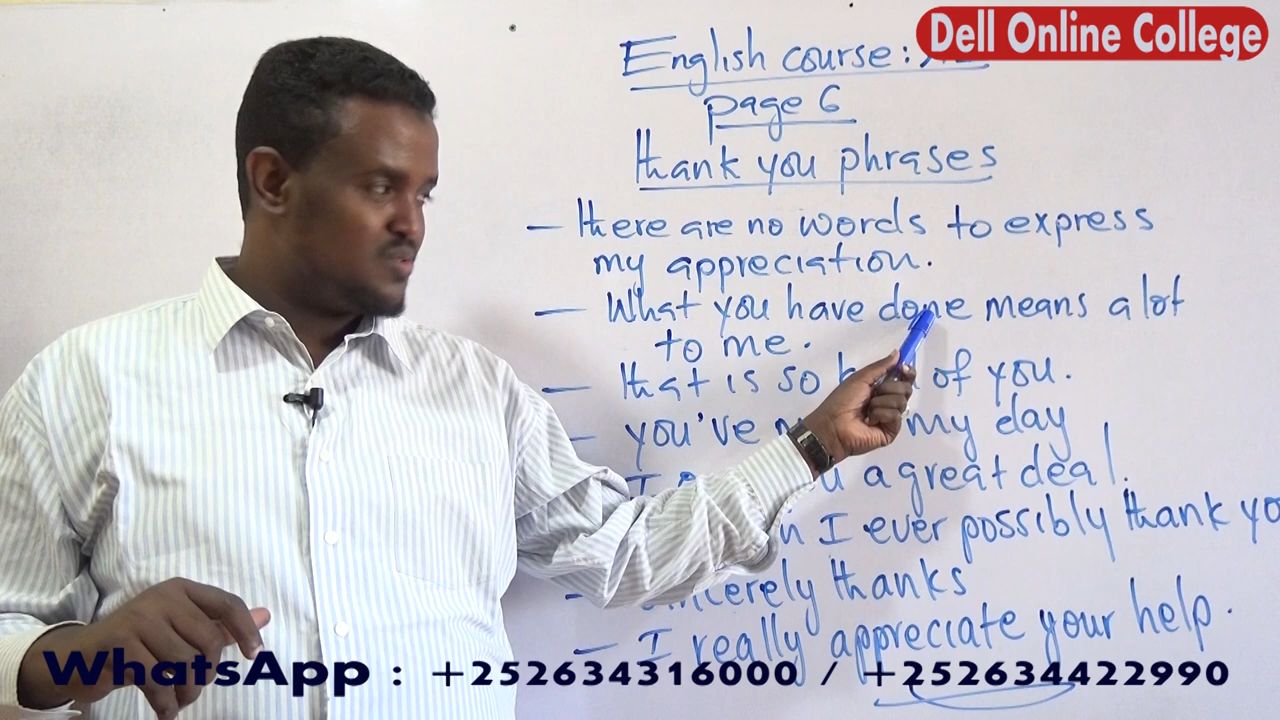 Dell Online College
English course:
page 6
thank you phrases
– there are no words to express
my appreciation.
– What you have done means a lot
to me.
– that is so of you.
– you've my day
I a great deal.
I ever possibly thank
– sincerely thanks
– I really appreciate your help.
WhatsApp : +252634316000 / +252634422990